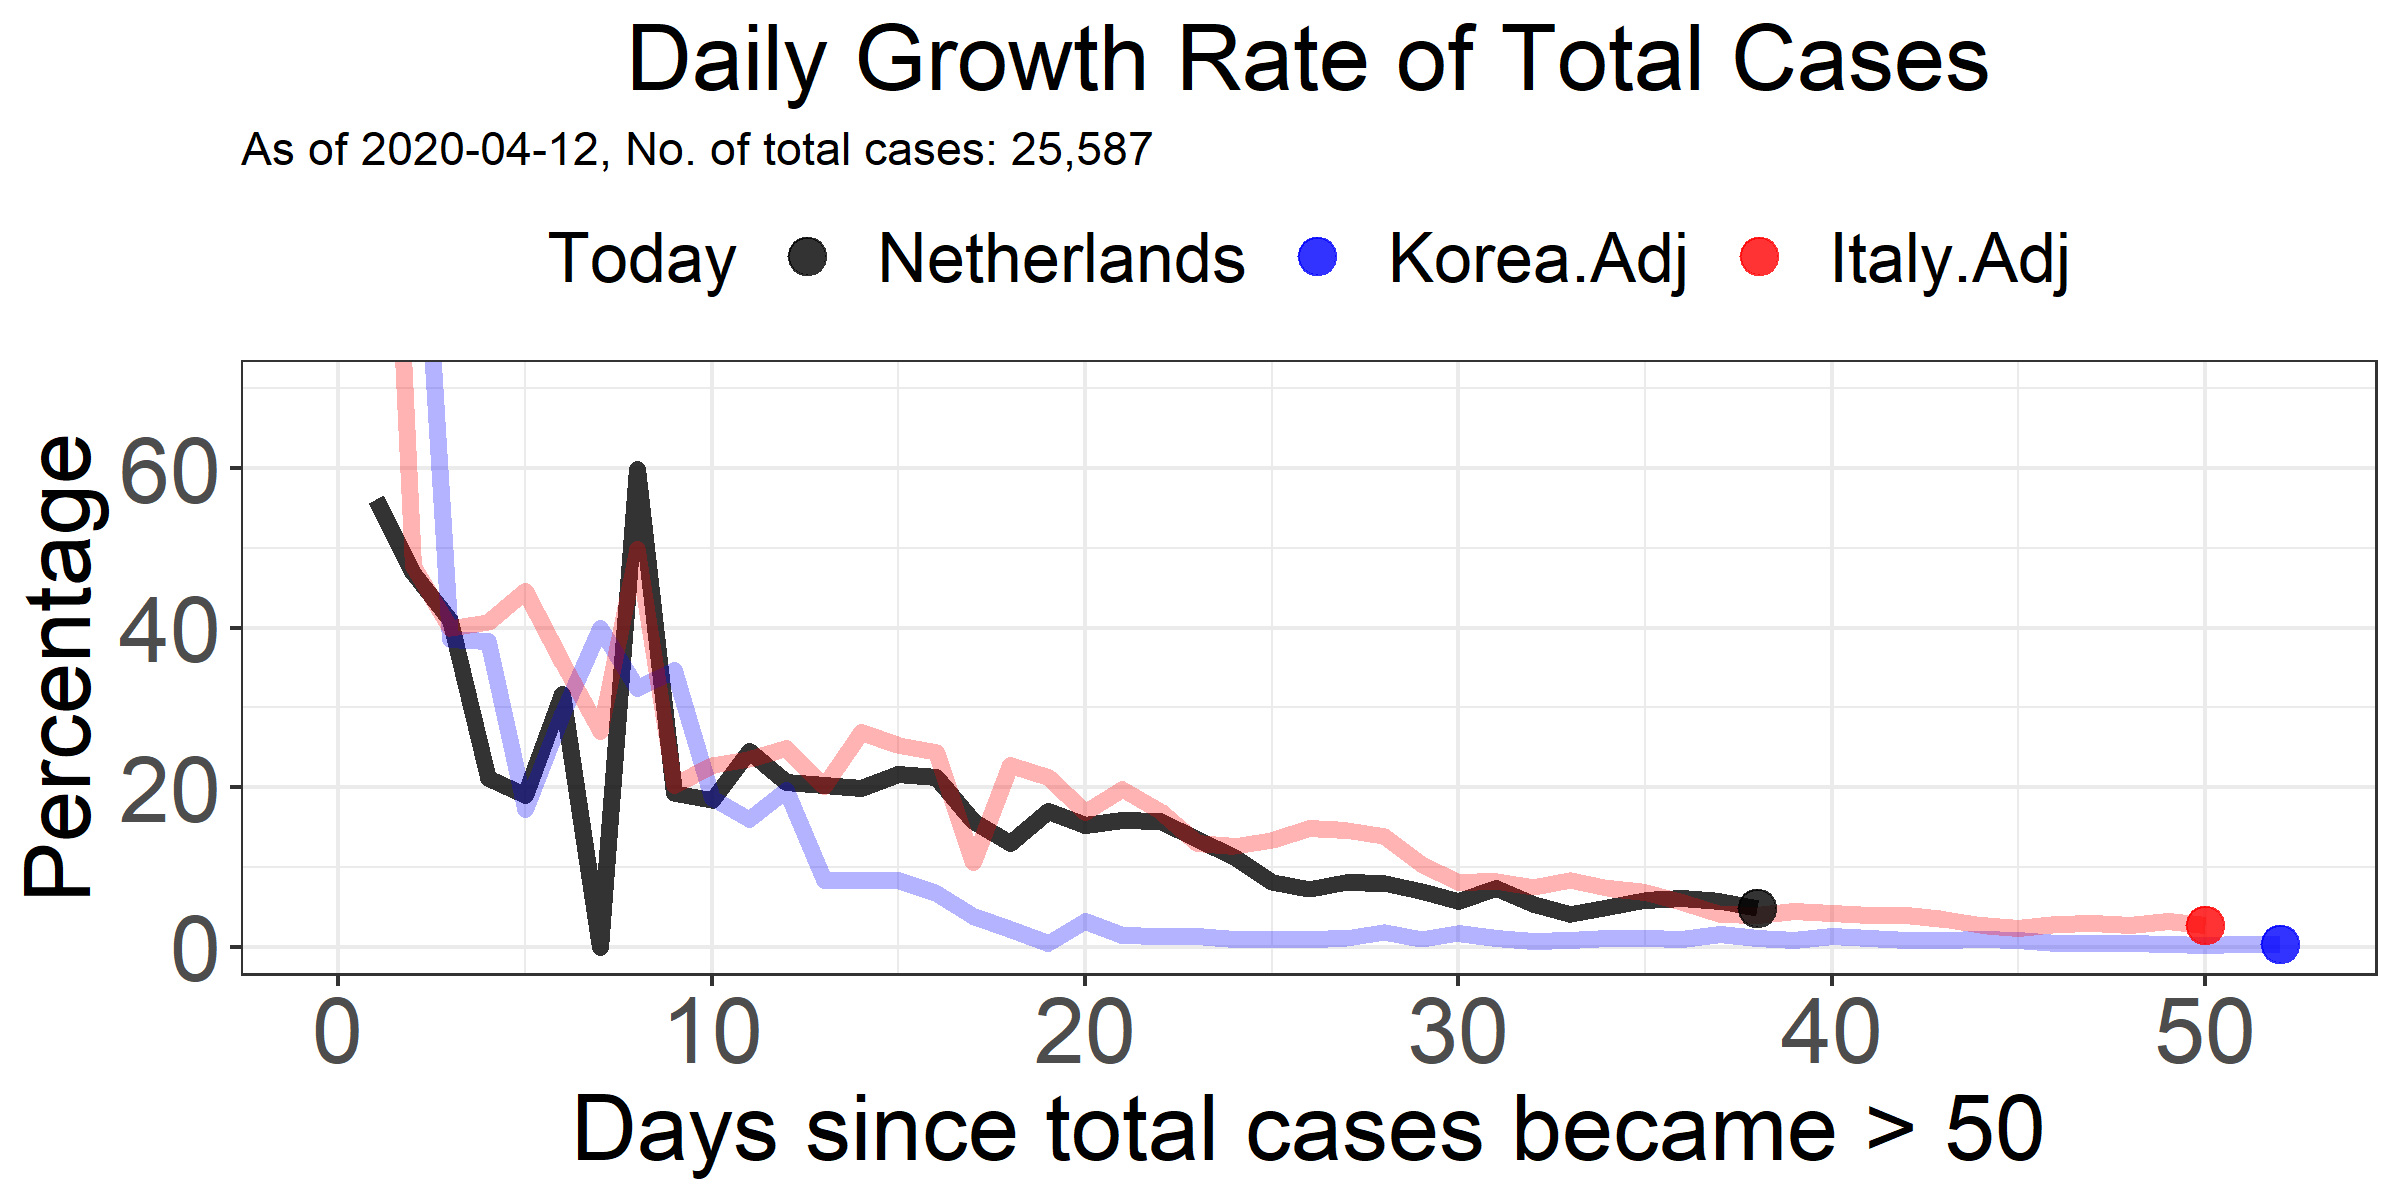 Daily Growth Rate of Total Cases
As of 2020-04-12, No. of total cases: 25,587
Today Netherlands Korea.Adj Italy.Adj
Percentage
60
40
20
0
0 10 20 30 40 50
Days since total cases became > 50